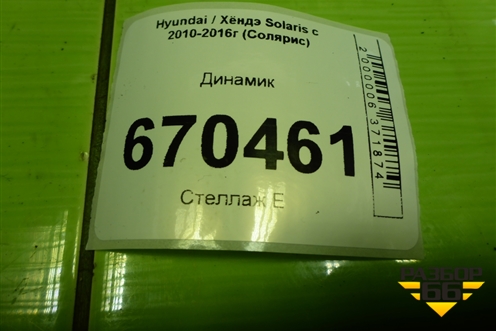 Hyundai / Хёндэ Solaris с
2010-2016г (Солярис)
Динамик
670461
Стеллаж Е
2000006371874
РАЗБОР
66